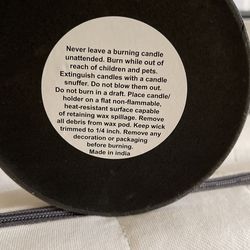 Never leave a burning candle
unattended. Burn while out of
reach of children and pets.
Extinguish candles with a candle
snuffer. Do not blow them out.
Do not burn in a draft. Place candle/
holder on a flat non-flammable,
heat-resistant surface capable
of retaining wax spillage. Remove
all debris from wax pod. Keep wick
trimmed to 1/4 inch. Remove any
decoration or packaging
before burning.
Made in india